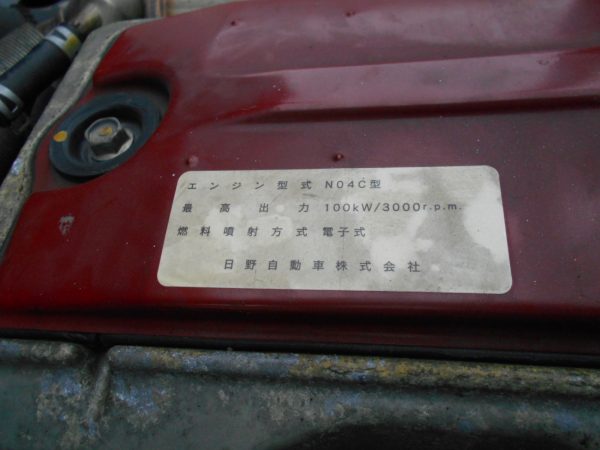 エンジン型式 N04C型
最高出力 100kW/3000r.p.m.
燃料噴射方式 電子式
日野自動車株式会社